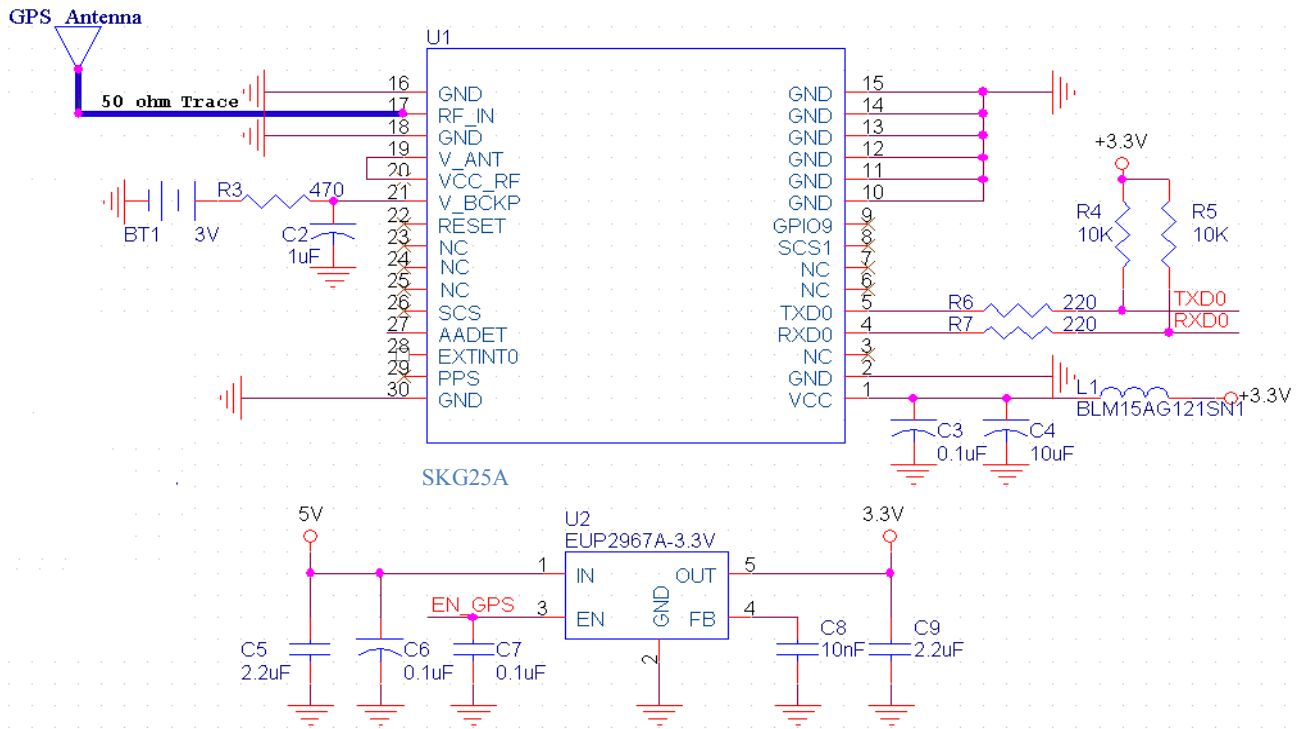 GPS Antenna
50 ohm Trace
U1
16 GND
17 RF_IN
18 GND
19 V_ANT
20 VCC_RF
21 V_BCKP
22 RESET
23 NC
24 NC
25 NC
26 SCS
27 AADET
28 EXTINT0
29 PPS
30 GND
GND 15
GND 14
GND 13
GND 12
GND 11
GND 10
GPIO9 9
SCS1 8
NC 7
NC 6
TXD0 5
RXD0 4
NC 3
GND 2
VCC 1
BT1 3V
R3 470
C2
1uF
+3.3V
R4
10K
R5
10K
R6 220 TXD0
R7 220 RXD0
L1
BLM15AG121SN1
+3.3V
C3
0.1uF
C4
10uF
SKG25A
5V
U2
EUP2967A-3.3V
3.3V
1 IN OUT 5
EN_GPS 3 EN GND FB 4
2
C5
2.2uF
C6
0.1uF
C7
0.1uF
C8
10nF
C9
2.2uF